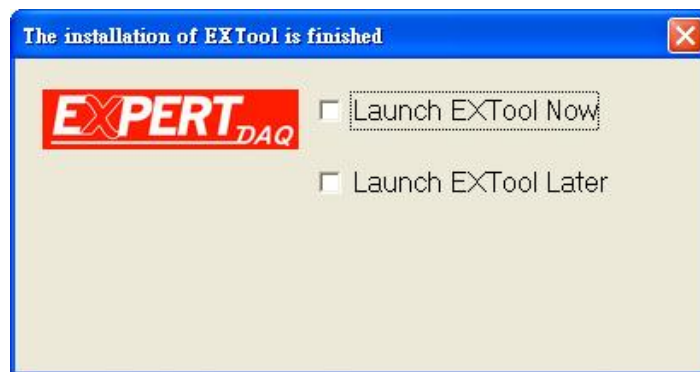 The installation of EXTool is finished
EXPERT DAQ
Launch EXTool Now
Launch EXTool Later